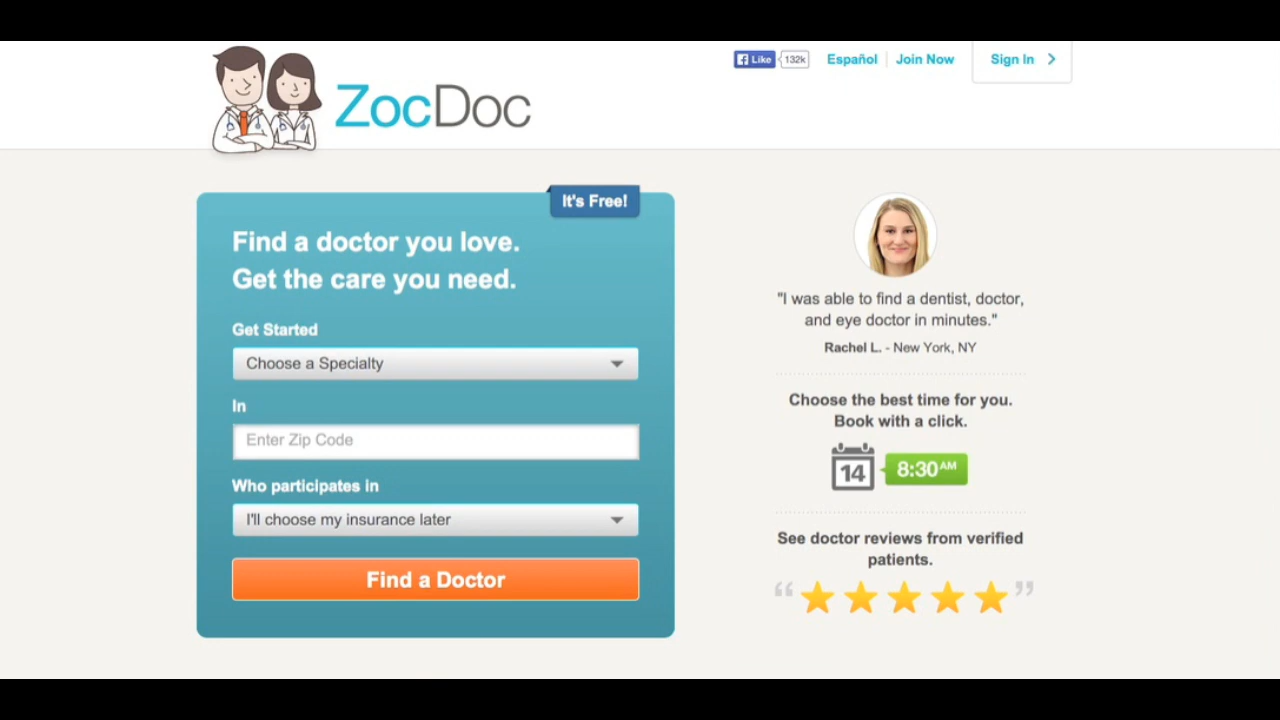 Like
132k
Español
Join Now
Sign In
ZocDoc
It's Free!
Find a doctor you love.
Get the care you need.
Get Started
Choose a Specialty
In
Enter Zip Code
Who participates in
I'll choose my insurance later
Find a Doctor
"I was able to find a dentist, doctor,
and eye doctor in minutes."
Rachel L. - New York, NY
Choose the best time for you.
Book with a click.
14
8:30AM
See doctor reviews from verified
patients.